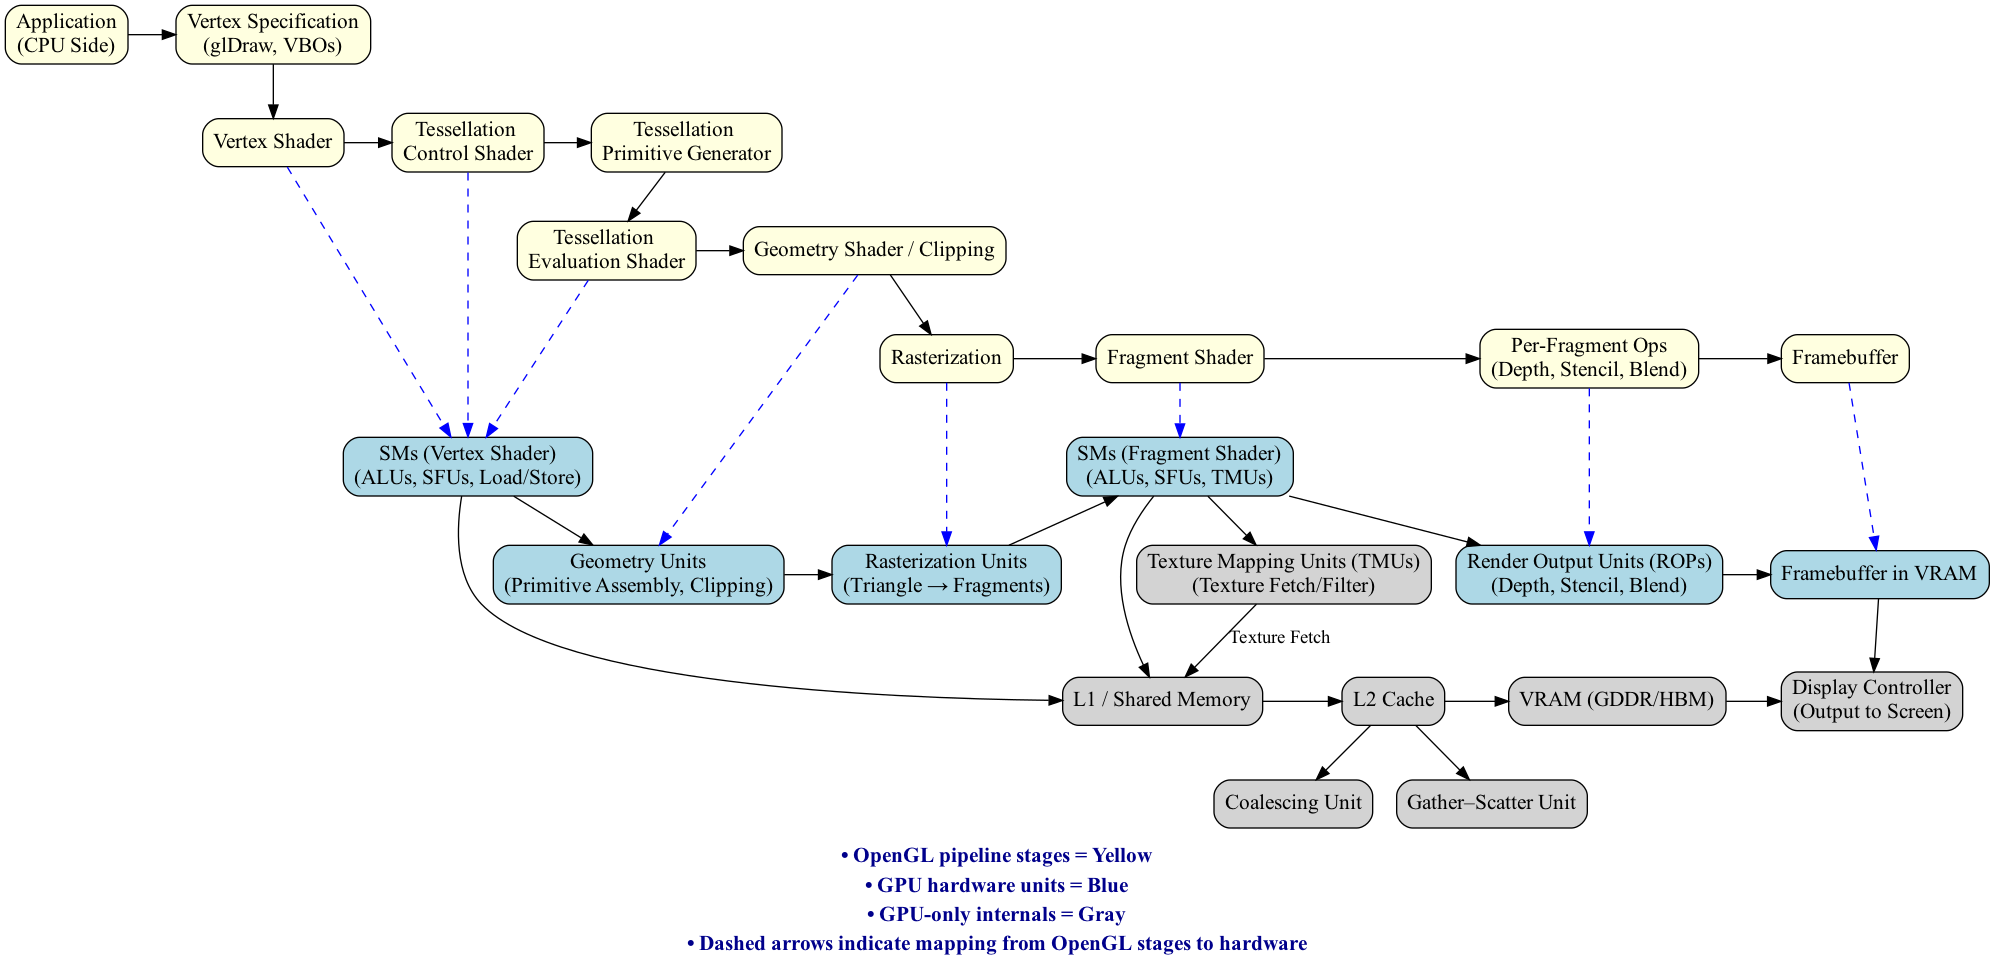 Application
(CPU Side)
Vertex Specification
(glDraw, VBOs)
Vertex Shader
Tessellation
Control Shader
Tessellation
Primitive Generator
Tessellation
Evaluation Shader
Geometry Shader / Clipping
Rasterization
Fragment Shader
Per-Fragment Ops
(Depth, Stencil, Blend)
Framebuffer
SMs (Vertex Shader)
(ALUs, SFUs, Load/Store)
SMs (Fragment Shader)
(ALUs, SFUs, TMUs)
Geometry Units
(Primitive Assembly, Clipping)
Rasterization Units
(Triangle → Fragments)
Texture Mapping Units (TMUs)
(Texture Fetch/Filter)
Render Output Units (ROPs)
(Depth, Stencil, Blend)
Framebuffer in VRAM
Texture Fetch
L1 / Shared Memory
L2 Cache
VRAM (GDDR/HBM)
Display Controller
(Output to Screen)
Coalescing Unit
Gather–Scatter Unit
• OpenGL pipeline stages = Yellow
• GPU hardware units = Blue
• GPU-only internals = Gray
• Dashed arrows indicate mapping from OpenGL stages to hardware